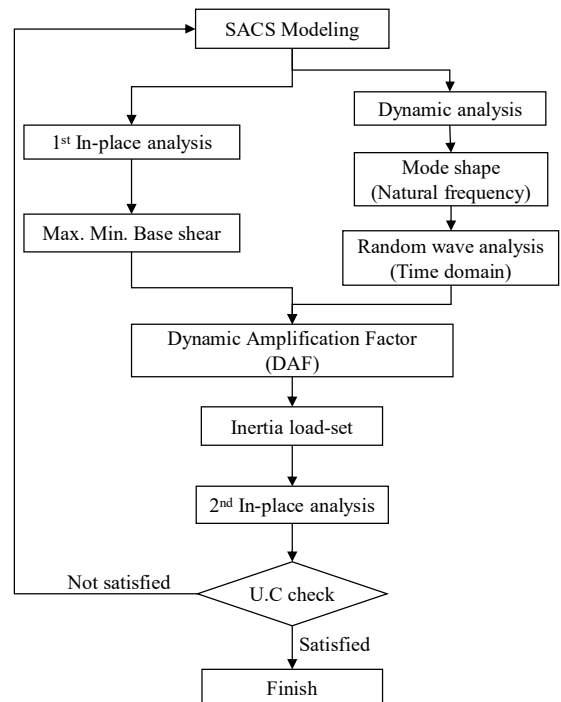 SACS Modeling
1st In-place analysis
Max. Min. Base shear
Dynamic analysis
Mode shape
(Natural frequency)
Random wave analysis
(Time domain)
Dynamic Amplification Factor
(DAF)
Inertia load-set
2nd In-place analysis
Not satisfied
U.C check
Satisfied
Finish